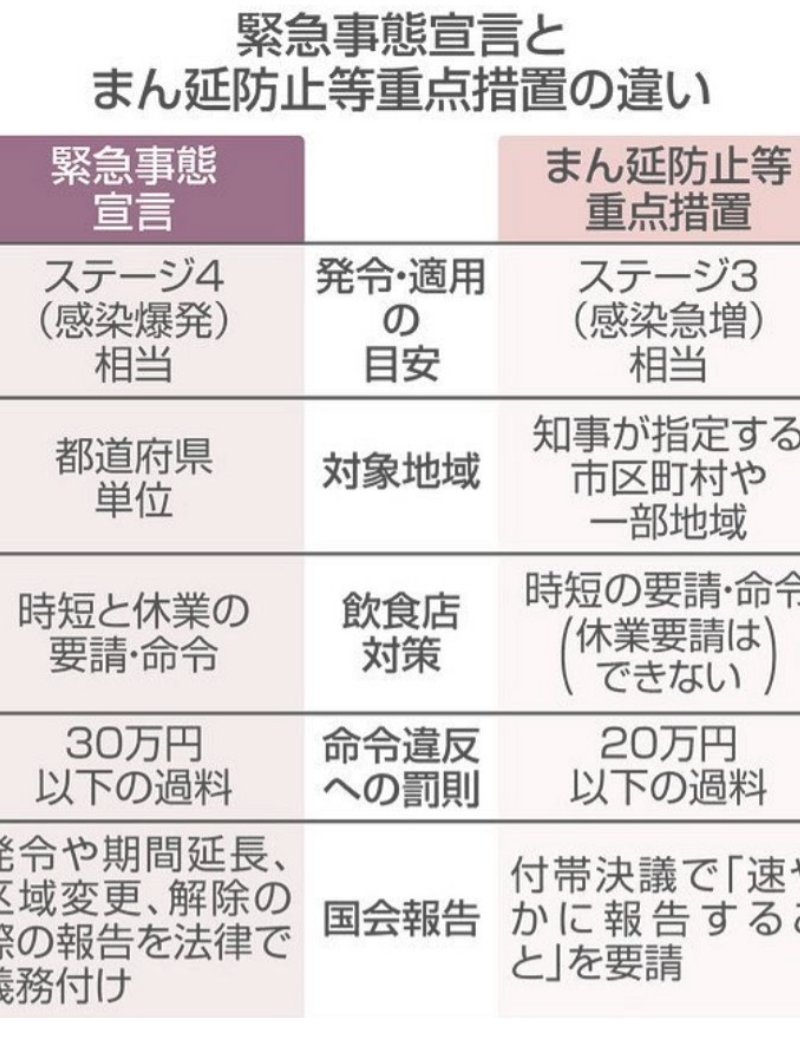 緊急事態宣言と
まん延防止等重点措置の違い
緊急事態
宣言
まん延防止等
重点措置
ステージ4
（感染爆発）
相当
発令・適用
の
目安
ステージ3
（感染急増）
相当
都道府県
単位
対象地域
知事が指定する
市区町村や
一部地域
時短と休業の
要請・命令
飲食店
対策
時短の要請・命令
（休業要請は
できない）
30万円
以下の過料
命令違反
への罰則
20万円
以下の過料
発令や期間延長、
区域変更、解除の
際の報告を法律で
義務付け
国会報告
付帯決議で「速や
かに報告するこ
と」を要請